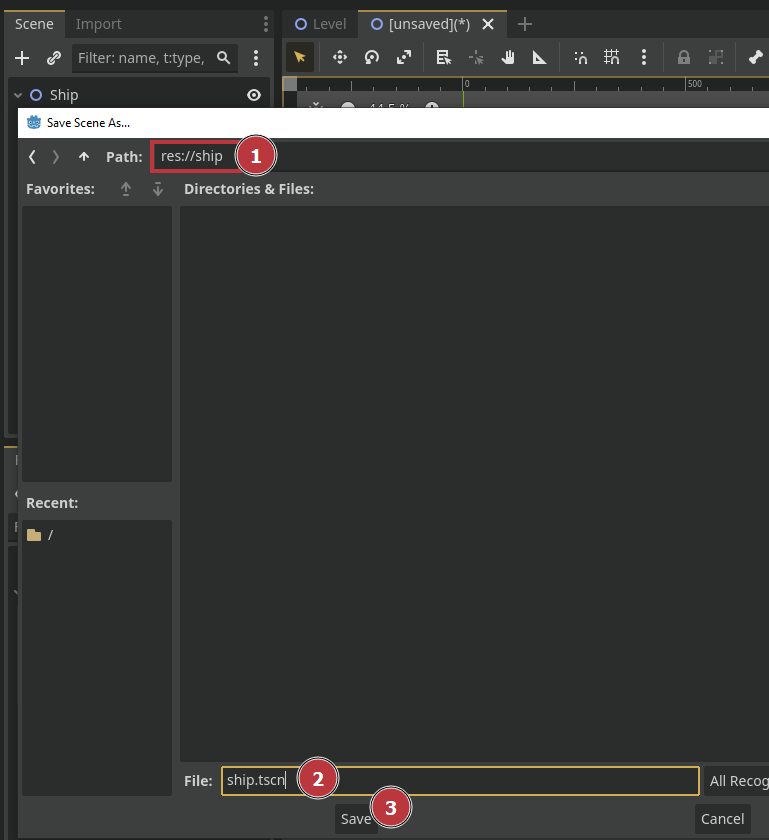 Scene Import
Level [unsaved](*)
Filter: name, t:type,
0 500
Ship
Save Scene As...
Path: res://ship 1
Favorites: Directories & Files:
Recent:
/
File: ship.tscn 2 All Recog
Save 3 Cancel